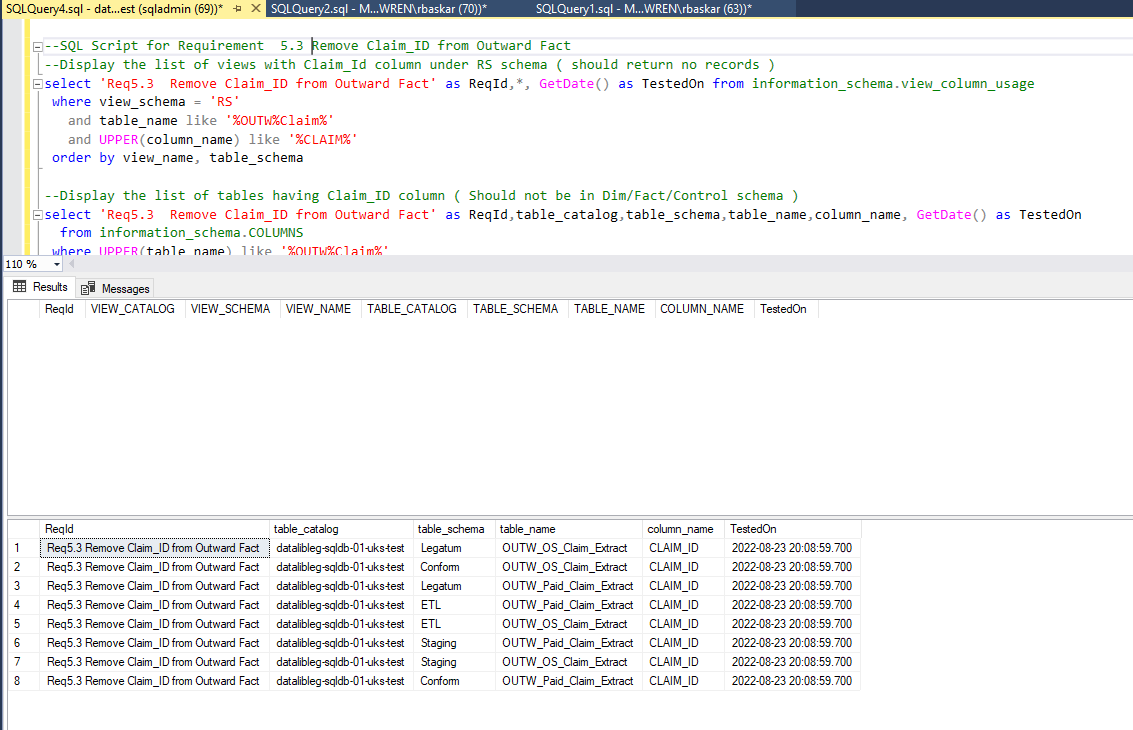 SQLQuery4.sql - dat...est (sqladmin (69))* SQLQuery2.sql - M...WREN\rbaskar (70))* SQLQuery1.sql - M...WREN\rbaskar (63))*
--SQL Script for Requirement  5.3 Remove Claim_ID from Outward Fact
--Display the list of views with Claim_Id column under RS schema ( should return no records )
select 'Req5.3  Remove Claim_ID from Outward Fact' as ReqId,*, GetDate() as TestedOn from information_schema.view_column_usage
where view_schema = 'RS'
and table_name like '%OUTW%Claim%'
and UPPER(column_name) like '%CLAIM%'
order by view_name, table_schema
--Display the list of tables having Claim_ID column ( Should not be in Dim/Fact/Control schema )
select 'Req5.3  Remove Claim_ID from Outward Fact' as ReqId,table_catalog,table_schema,table_name,column_name, GetDate() as TestedOn
from information_schema.COLUMNS
where UPPER(table_name) like '%OUTW%Claim%'
110 %
Results Messages
ReqId VIEW_CATALOG VIEW_SCHEMA VIEW_NAME TABLE_CATALOG TABLE_SCHEMA TABLE_NAME COLUMN_NAME TestedOn
ReqId table_catalog table_schema table_name column_name TestedOn
1 Req5.3 Remove Claim_ID from Outward Fact datalibleg-sqldb-01-uks-test Legatum OUTW_OS_Claim_Extract CLAIM_ID 2022-08-23 20:08:59.700
2 Req5.3 Remove Claim_ID from Outward Fact datalibleg-sqldb-01-uks-test Conform OUTW_OS_Claim_Extract CLAIM_ID 2022-08-23 20:08:59.700
3 Req5.3 Remove Claim_ID from Outward Fact datalibleg-sqldb-01-uks-test Legatum OUTW_Paid_Claim_Extract CLAIM_ID 2022-08-23 20:08:59.700
4 Req5.3 Remove Claim_ID from Outward Fact datalibleg-sqldb-01-uks-test ETL OUTW_Paid_Claim_Extract CLAIM_ID 2022-08-23 20:08:59.700
5 Req5.3 Remove Claim_ID from Outward Fact datalibleg-sqldb-01-uks-test ETL OUTW_OS_Claim_Extract CLAIM_ID 2022-08-23 20:08:59.700
6 Req5.3 Remove Claim_ID from Outward Fact datalibleg-sqldb-01-uks-test Staging OUTW_Paid_Claim_Extract CLAIM_ID 2022-08-23 20:08:59.700
7 Req5.3 Remove Claim_ID from Outward Fact datalibleg-sqldb-01-uks-test Staging OUTW_OS_Claim_Extract CLAIM_ID 2022-08-23 20:08:59.700
8 Req5.3 Remove Claim_ID from Outward Fact datalibleg-sqldb-01-uks-test Conform OUTW_Paid_Claim_Extract CLAIM_ID 2022-08-23 20:08:59.700